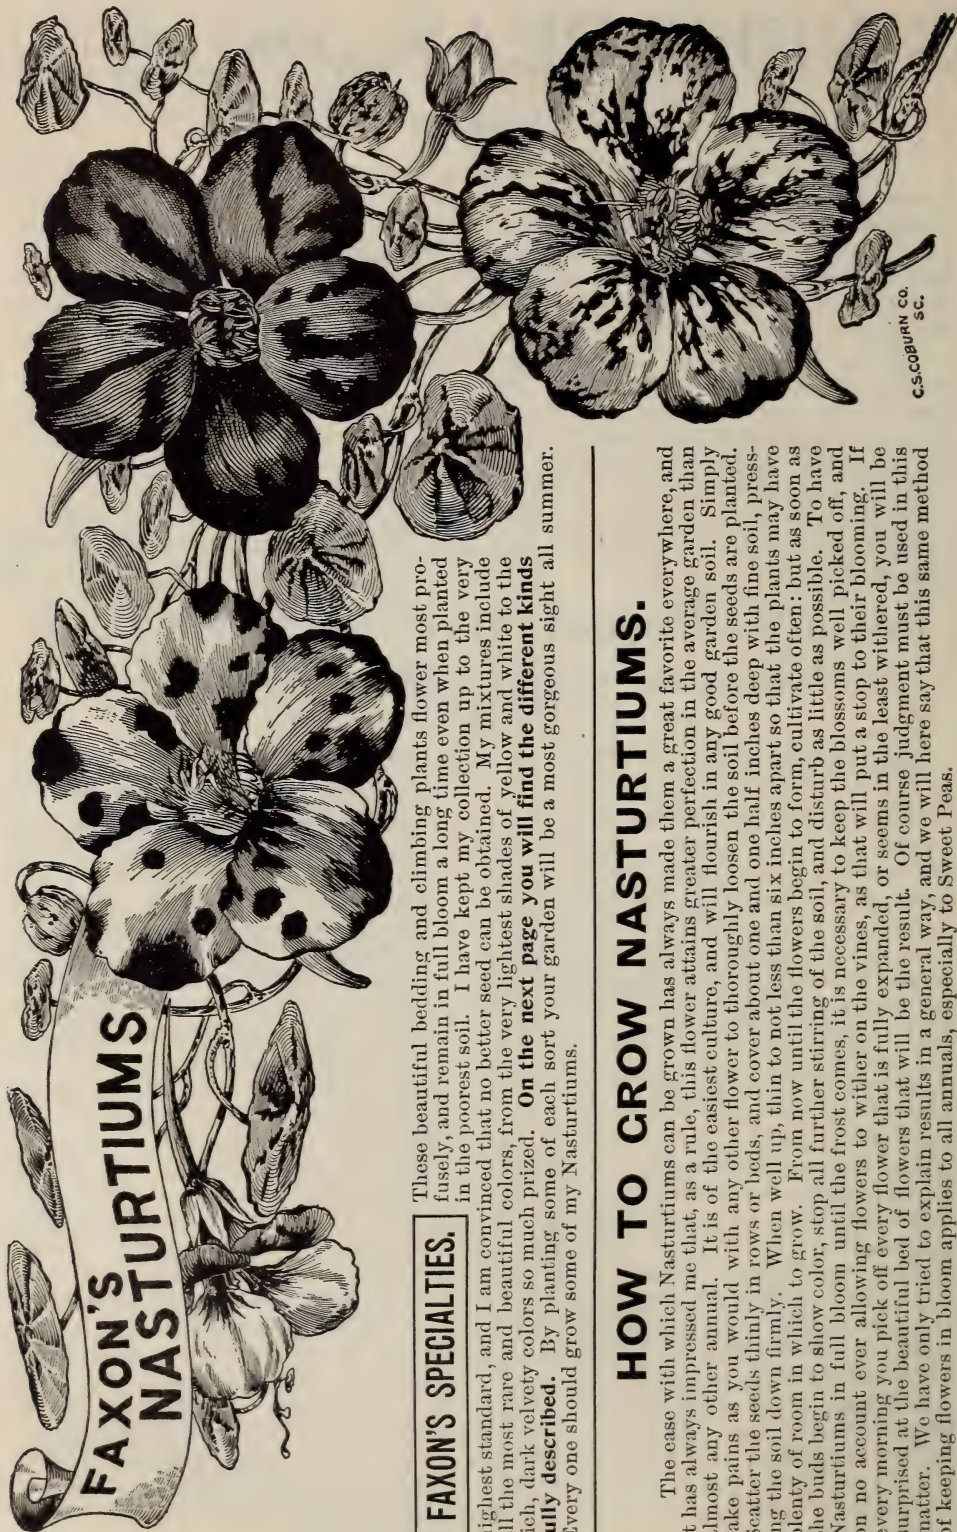 FAXON'S
NASTURTIUMS
C.S.COBURN CO.
SC.
FAXON'S SPECIALTIES.
These beautiful bedding and climbing plants flower most pro-
fusely, and remain in full bloom a long time even when planted
in the poorest soil. I have kept my collection up to the very
ighest standard, and I am convinced that no better seed can be obtained. My mixtures include
ll the most rare and beautiful colors, from the very lightest shades of yellow and white to the
ich, dark velvety colors so much prized. On the next page you will find the different kinds
ully described. By planting some of each sort your garden will be a most gorgeous sight all summer.
Every one should grow some of my Nasturtiums.
HOW TO GROW NASTURTIUMS.
The ease with which Nasturtiums can be grown has always made them a great favorite everywhere, and
t has always impressed me that, as a rule, this flower attains greater perfection in the average garden than
lmost any other annual. It is of the easiest culture, and will flourish in any good garden soil. Simply
ake pains as you would with any other flower to thoroughly loosen the soil before the seeds are planted.
Scatter the seeds thinly in rows or beds, and cover about one and one half inches deep with fine soil, press-
ng the soil down firmly. When well up, thin to not less than six inches apart so that the plants may have
lenty of room in which to grow. From now until the flowers begin to form, cultivate often: but as soon as
he buds begin to show color, stop all further stirring of the soil, and disturb as little as possible. To have
Nasturtiums in full bloom until the frost comes, it is necessary to keep the blossoms well picked off, and
on no account ever allowing flowers to wither on the vines, as that will put a stop to their blooming. If
very morning you pick off every flower that is fully expanded, or seems in the least withered, you will be
urprised at the beautiful bed of flowers that will be the result. Of course judgment must be used in this
matter. We have only tried to explain results in a general way, and we will here say that this same method
of keeping flowers in bloom applies to all annuals, especially to Sweet Peas.